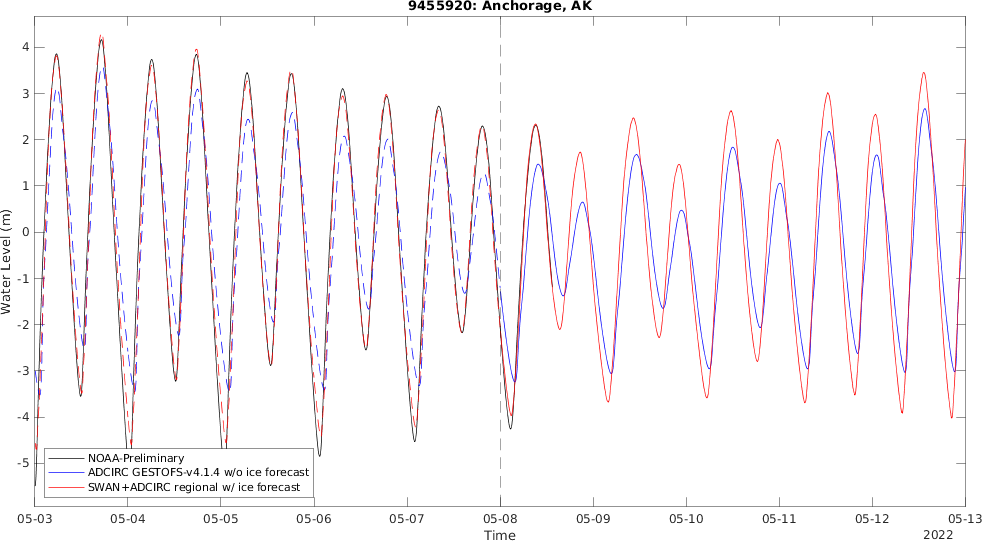 9455920: Anchorage, AK
Water Level (m)
4
3
2
1
0
-1
-2
-3
-4
-5
NOAA-Preliminary
ADCIRC GESTOFS-v4.1.4 w/o ice forecast
SWAN+ADCIRC regional w/ ice forecast
05-03 05-04 05-05 05-06 05-07 05-08 05-09 05-10 05-11 05-12 05-13
Time
2022